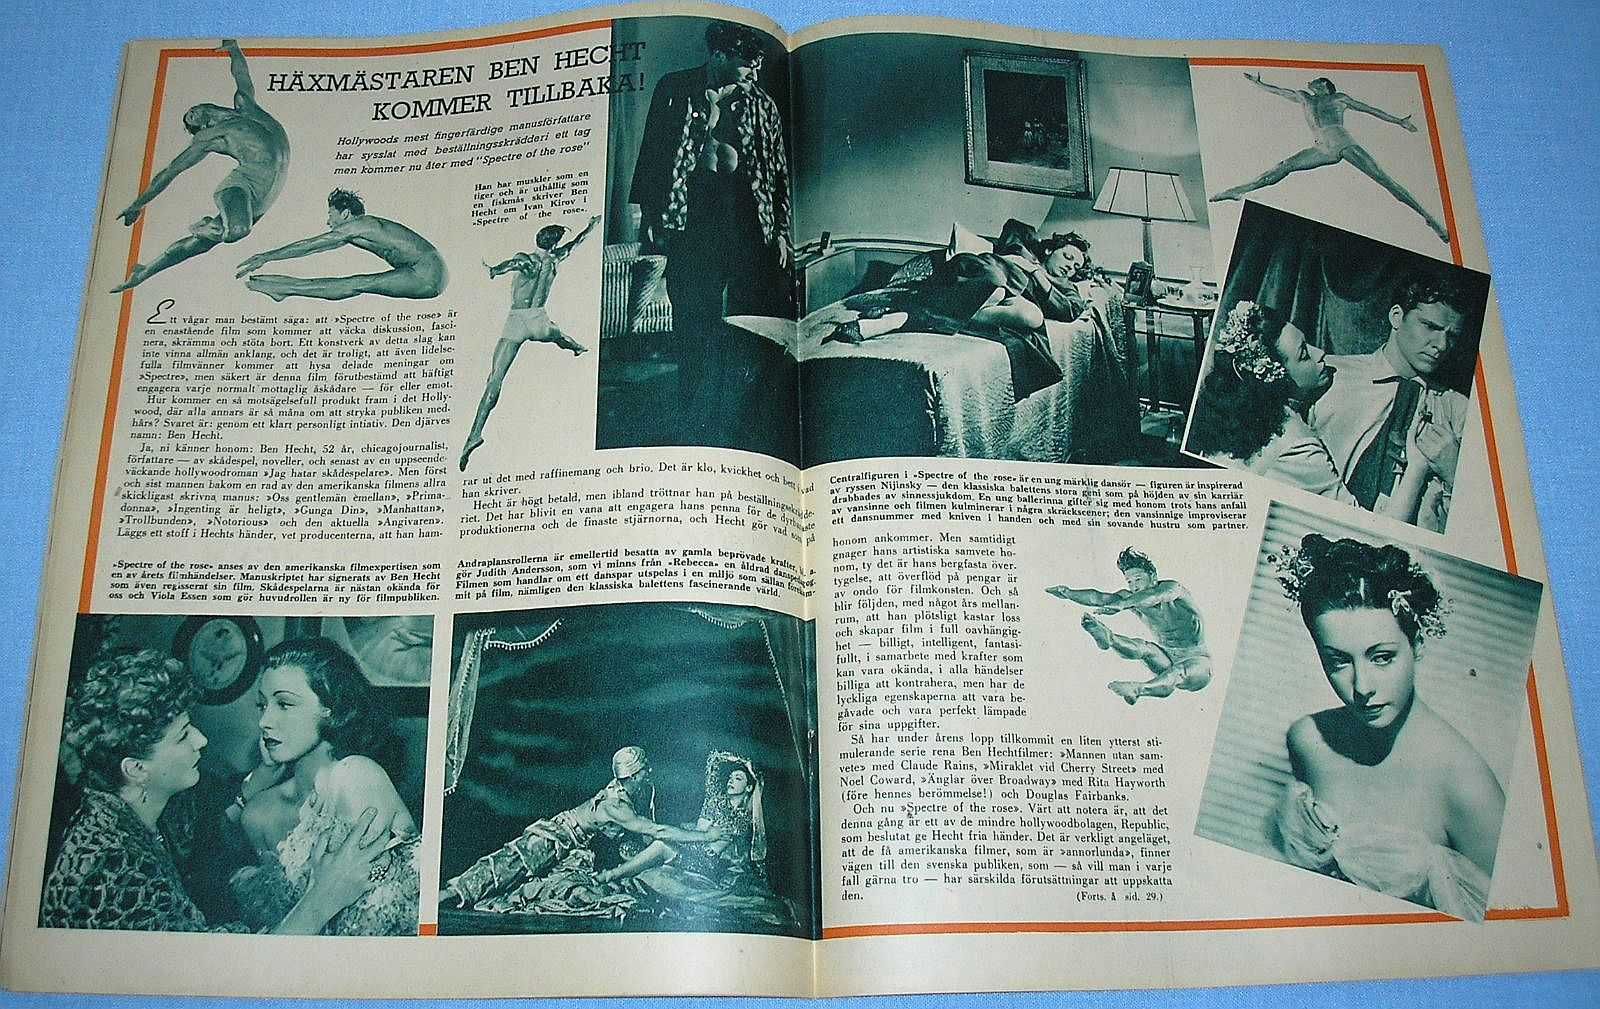 HÄXMÄSTAREN BEN HECHT
KOMMER TILLBAKA!
Hollywoods mest fingerfärdige manusförfattare
har sysslat med beställningsskrädderi ett tag
men kommer nu åter med "Spectre of the rose"
Han har muskler som en
tiger och är uthållig som
en fiskmås skriver Ben
Hecht om Ivan Kirov i
»Spectre of the rose».
Ett vågar man bestämt säga: att »Spectre of the rose» är
en enastående film som kommer att väcka diskussion, fasci-
nera, skrämma och stöta bort. Ett konstverk av detta slag kan
inte vinna allmän anklang, och det är troligt, att även lidelse-
fulla filmvänner kommer att hysa delade meningar om
»Spectre», men säkert är denna film förutbestämd att häftigt
engagera varje normalt mottaglig åskådare — för eller emot.
Hur kommer en så motsägelsefull produkt fram i det Holly-
wood, där alla annars är så måna om att stryka publiken med-
hårs? Svaret är: genom ett klart personligt intiativ. Den djärves
namn: Ben Hecht.
Ja, ni känner honom: Ben Hecht, 52 år, chicagojournalist,
författare — av skådespel, noveller, och senast av en uppseende-
väckande hollywoodroman »Jag hatar skådespelare». Men först
och sist mannen bakom en rad av den amerikanska filmens allra
skickligast skrivna manus: »Oss gentlemän emellan», »Prima-
donna», »Ingenting är heligt», »Gunga Din», »Manhattan»,
»Trollbunden», »Notorious» och den aktuella »Angivaren».
Läggs ett stoff i Hechts händer, vet producenterna, att han ham-
rar ut det med raffinemang och brio. Det är klo, kvickhet och bett i vad
han skriver.
Hecht är högt betald, men ibland tröttnar han på beställningsskrädde-
riet. Det har blivit en vana att engagera hans penna för de dyrbaraste
produktionerna och de finaste stjärnorna, och Hecht gör vad som på
»Spectre of the rose» anses av den amerikanska filmexpertisen som
en av årets filmhändelser. Manuskriptet har signerats av Ben Hecht
som även regisserat sin film. Skådespelarna är nästan okända för
oss och Viola Essen som gör huvudrollen är ny för filmpubliken.
Andraplansrollerna är emellertid besatta av gamla beprövade krafter, bl. a.
gör Judith Andersson, som vi minns från »Rebecca» en åldrad danspedagog.
Filmen som handlar om ett danspar utspelas i en miljö som sällan förekom-
mit på film, nämligen den klassiska balettens fascinerande värld.
Centralfiguren i »Spectre of the rose» är en ung märklig dansör — figuren är inspirerad
av ryssen Nijinsky — den klassiska balettens stora geni som på höjden av sin karriär
drabbades av sinnessjukdom. En ung ballerinna gifter sig med honom trots hans anfall
av vansinne och filmen kulminerar i några skräckscener; den vansinnige improviserar
ett dansnummer med kniven i handen och med sin sovande hustru som partner.
honom ankommer. Men samtidigt
gnager hans artistiska samvete ho-
nom, ty det är hans bergfasta över-
tygelse, att överflöd på pengar är
av ondo för filmkonsten. Och så
blir följden, med något års mellan-
rum, att han plötsligt kastar loss
och skapar film i full oavhängig-
het — billigt, intelligent, fantasi-
fullt, i samarbete med krafter som
kan vara okända, i alla händelser
billiga att kontrahera, men har de
lyckliga egenskaperna att vara be-
gåvade och vara perfekt lämpade
för sina uppgifter.
Så har under årens lopp tillkommit en liten ytterst sti-
mulerande serie rena Ben Hechtfilmer: »Mannen utan sam-
vete» med Claude Rains, »Miraklet vid Cherry Street» med
Noel Coward, »Änglar över Broadway» med Rita Hayworth
(före hennes berömmelse!) och Douglas Fairbanks.
Och nu »Spectre of the rose». Värt att notera är, att det
denna gång är ett av de mindre hollywoodbolagen, Republic,
som beslutat ge Hecht fria händer. Det är verkligt angeläget,
att de få amerikanska filmer, som är »annorlunda», finner
vägen till den svenska publiken, som — så vill man i varje
fall gärna tro — har särskilda förutsättningar att uppskatta
den.
(Forts. å sid. 29.)